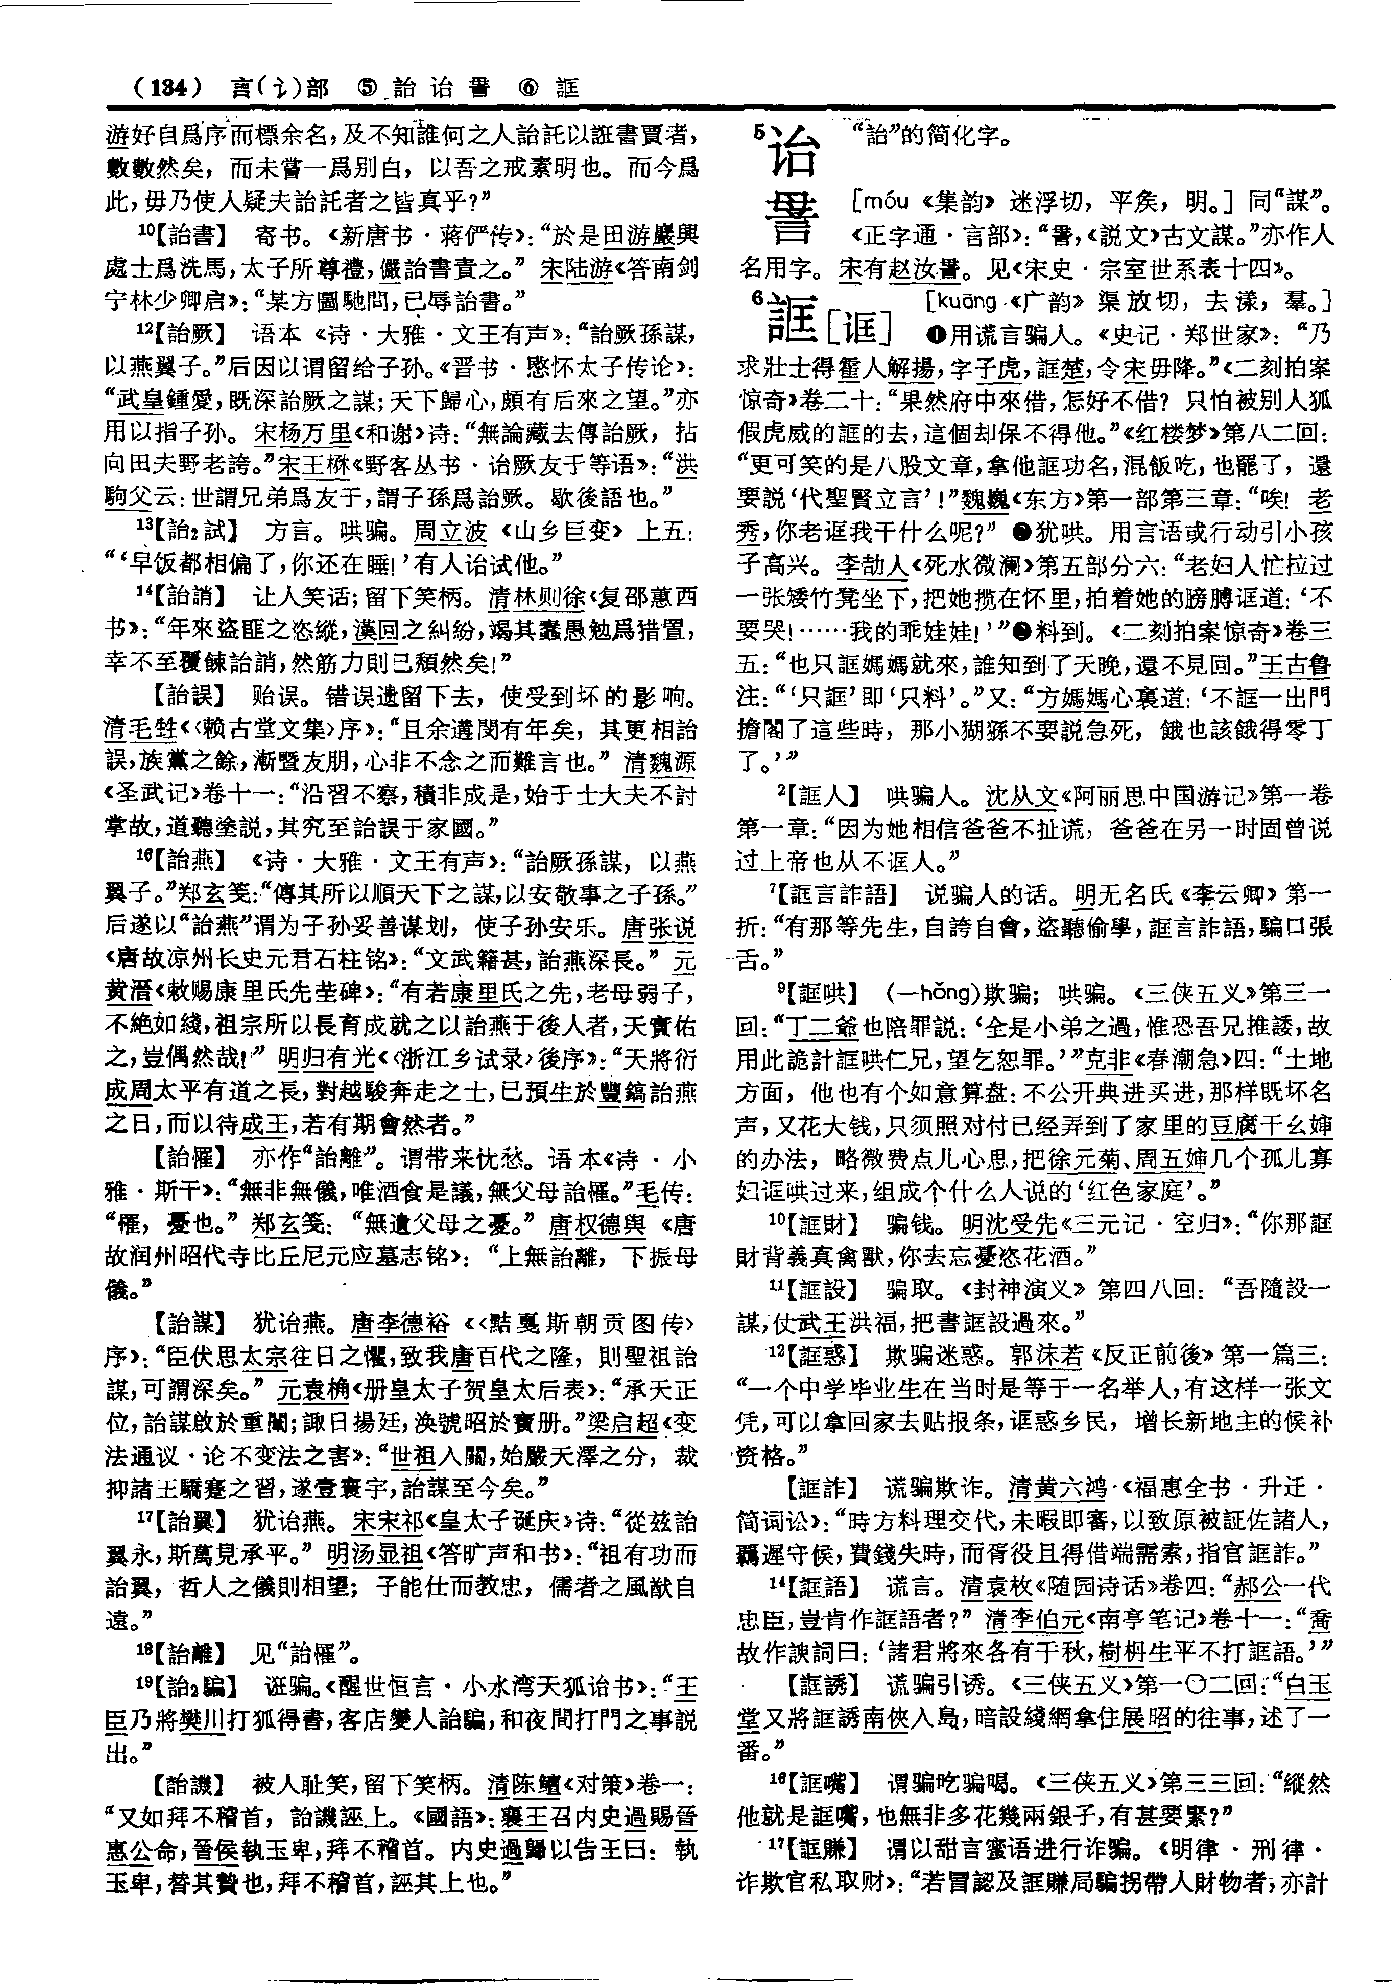 （134） 言(讠)部 ⑤ 詒诒𧦥 ⑥ 誆
游好自爲序而標余名，及不知誰何之人詒託以誑書賈者，
數數然矣，而未嘗一爲别白，以吾之戒素明也。而今爲
此，毋乃使人疑夫詒託者之皆真乎？”
10【詒書】 寄书。《新唐书·蒋俨传》：“於是田游巖興
處士爲洗馬，太子所尊禮，儼詒書責之。” 宋陆游《答南剑
守林少卿启》：“某方圖馳問，已辱詒書。”
12【詒厥】 语本《诗·大雅·文王有声》：“詒厥孫謀，
以燕翼子。”后因以谓留给子孙。《晋书·愍怀太子传论》：
“武皇鍾愛，既深詒厥之謀；天下歸心，頗有后來之望。”亦
用以指子孙。 宋杨万里《和谢》诗：“無論藏去傳詒厥，拈
向田夫野老誇。”宋王楙《野客丛书·诒厥友于等语》：“洪
駒父云：世謂兄弟爲友于，謂子孫爲詒厥。歇後語也。”
13【詒₂試】 方言。哄骗。周立波《山乡巨变》上五：
“‘早饭都相偏了，你还在睡！’有人诒试他。”
14【詒誚】 让人笑话；留下笑柄。清林则徐《复邵蕙西
书》：“年來盜匪之恣縱，漢回之糾紛，竭其蠢愚勉爲措置，
幸不至覆餗詒誚，然筋力則已頽然矣！”
【詒誤】 贻误。错误遗留下去，使受到坏的影响。
清毛甡《〈赖古堂文集〉序》：“且余遘閔有年矣，其更相詒
誤，族黨之餘，漸暨友朋，心非不念之而難言也。” 清魏源
《圣武记》卷十一：“沿習不察，積非成是，始于士大夫不討
掌故，道聽塗説，其究至詒誤于家國。”
16【詒燕】 《诗·大雅·文王有声》：“詒厥孫謀，以燕
翼子。”郑玄笺：“傳其所以順天下之謀，以安敬事之子孫。”
后遂以“詒燕”谓为子孙妥善谋划，使子孙安乐。唐张说
《唐故凉州长史元君石柱铭》：“文武籍甚，詒燕深長。” 元
黄溍《敕赐康里氏先茔碑》：“有若康里氏之先，老母弱子，
不絶如綫，祖宗所以長育成就之以詒燕于後人者，天實佑
之，豈偶然哉！” 明归有光《〈浙江乡试录〉後序》：“天將衍
成周太平有道之長，對越駿奔走之士，已預生於豐鎬詒燕
之日，而以待成王，若有期會然者。”
【詒罹】 亦作“詒離”。谓带来忧愁。语本《诗·小
雅·斯干》：“無非無儀，唯酒食是議，無父母詒罹。”毛传：
“罹，憂也。” 郑玄笺：“無遺父母之憂。” 唐权德舆《唐
故润州昭代寺比丘尼元应墓志铭》：“上無詒離，下振母
儀。”
【詒謀】 犹诒燕。唐李德裕《〈黠戛斯朝贡图传〉
序》：“臣伏思太宗往日之懼，致我唐百代之隆，則聖祖詒
謀，可謂深矣。” 元袁桷《册皇太子贺皇太后表》：“承天正
位，詒謀啟於重闈；諏日揚廷，涣號昭於寶册。”梁启超《变
法通议·论不变法之害》：“世祖入關，始嚴天澤之分，裁
抑諸王驕蹇之習，遂壹寰宇，詒謀至今矣。”
17【詒翼】 犹诒燕。宋宋祁《皇太子诞庆》诗：“從兹詒
翼永，斯萬見承平。” 明汤显祖《答旷声和书》：“祖有功而
詒翼，哲人之儀則相望；子能仕而教忠，儒者之風猷自
遠。”
18【詒離】 见“詒罹”。
19【詒₂騙】 诳骗。《醒世恒言·小水湾天狐诒书》：“王
臣乃將樊川打狐得書，客店變人詒騙，和夜間打門之事説
出。”
【詒譏】 被人耻笑，留下笑柄。清陈鳣《对策》卷一：
“又如拜不稽首，詒譏誣上。《國語》：襄王召内史過賜晉
惠公命，晉侯執玉卑，拜不稽首。内史過歸以告王曰：執
玉卑，替其贄也，拜不稽首，誣其上也。”
5诒 “詒”的简化字。
𧦥 ［móu 《集韵》迷浮切，平矦，明。］同“謀”。
《正字通·言部》：“𧦥，《説文》古文謀。”亦作人
名用字。宋有赵汝𧦥。见《宋史·宗室世系表十四》。
6誆［诓］ ［kuāng 《广韵》渠放切，去漾，羣。］
❶用谎言骗人。《史记·郑世家》：“乃
求壯士得霍人解揚，字子虎，誆楚，令宋毋降。”《二刻拍案
惊奇》卷二十：“果然府中來借，怎好不借？只怕被别人狐
假虎威的誆的去，這個却保不得他。”《红楼梦》第八二回：
“更可笑的是八股文章，拿他誆功名，混飯吃，也罷了，還
要説‘代聖賢立言’！”魏巍《东方》第一部第三章：“唉！老
秀，你老诓我干什么呢？” ❷犹哄。用言语或行动引小孩
子高兴。李劼人《死水微澜》第五部分六：“老妇人忙拉过
一张矮竹凳坐下，把她揽在怀里，拍着她的膀膊诓道：‘不
要哭！……我的乖娃娃！’”❸料到。《二刻拍案惊奇》卷三
五：“也只誆媽媽就來，誰知到了天晚，還不見回。”王古鲁
注：“‘只誆’即‘只料’。”又：“方媽媽心裏道：‘不誆一出門
擔閣了這些時，那小猢猻不要説急死，餓也該餓得零丁
了。’”
2【誆人】 哄骗人。沈从文《阿丽思中国游记》第一卷
第一章：“因为她相信爸爸不扯谎，爸爸在另一时固曾说
过上帝也从不诓人。”
7【誆言詐語】 说骗人的话。明无名氏《李云卿》第一
折：“有那等先生，自誇自會，盜聽偷學，誆言詐語，騙口張
舌。”
9【誆哄】 （—hǒng）欺骗；哄骗。《三侠五义》第三一
回：“丁二爺也陪罪説：‘全是小弟之過，惟恐吾兄推諉，故
用此詭計誆哄仁兄，望乞恕罪。’”克非《春潮急》四：“土地
方面，他也有个如意算盘：不公开典进买进，那样既坏名
声，又花大钱，只须照对付已经弄到了家里的豆腐干幺婶
的办法，略微费点儿心思，把徐元菊、周五婶几个孤儿寡
妇诓哄过来，组成个什么人说的‘红色家庭’。”
10【誆財】 骗钱。明沈受先《三元记·空归》：“你那誆
財背義真禽獸，你去忘憂恣花酒。”
11【誆設】 骗取。《封神演义》第四八回：“吾隨設一
謀，仗武王洪福，把書誆設過來。”
12【誆惑】 欺骗迷惑。郭沫若《反正前後》第一篇三：
“一个中学毕业生在当时是等于一名举人，有这样一张文
凭，可以拿回家去贴报条，诓惑乡民，增长新地主的候补
资格。”
【誆詐】 谎骗欺诈。清黄六鸿《福惠全书·升迁·
简词讼》：“時方料理交代，未暇即審，以致原被証佐諸人，
羈遲守候，費錢失時，而胥役且得借端需索，指官誆詐。”
14【誆語】 谎言。清袁枚《随园诗话》卷四：“郝公一代
忠臣，豈肯作誆語者？” 清李伯元《南亭笔记》卷十一：“喬
故作諛詞曰：‘諸君將來各有千秋，樹枏生平不打誆語。’”
【誆誘】 谎骗引诱。《三侠五义》第一〇二回：“白玉
堂又將誆誘南俠入島，暗設綫網拿住展昭的往事，述了一
番。”
16【誆嘴】 谓骗吃骗喝。《三侠五义》第三三回：“縱然
他就是誆嘴，也無非多花幾兩銀子，有甚要緊？”
17【誆賺】 谓以甜言蜜语进行诈骗。《明律·刑律·
诈欺官私取财》：“若冒認及誆賺局騙拐帶人財物者，亦計